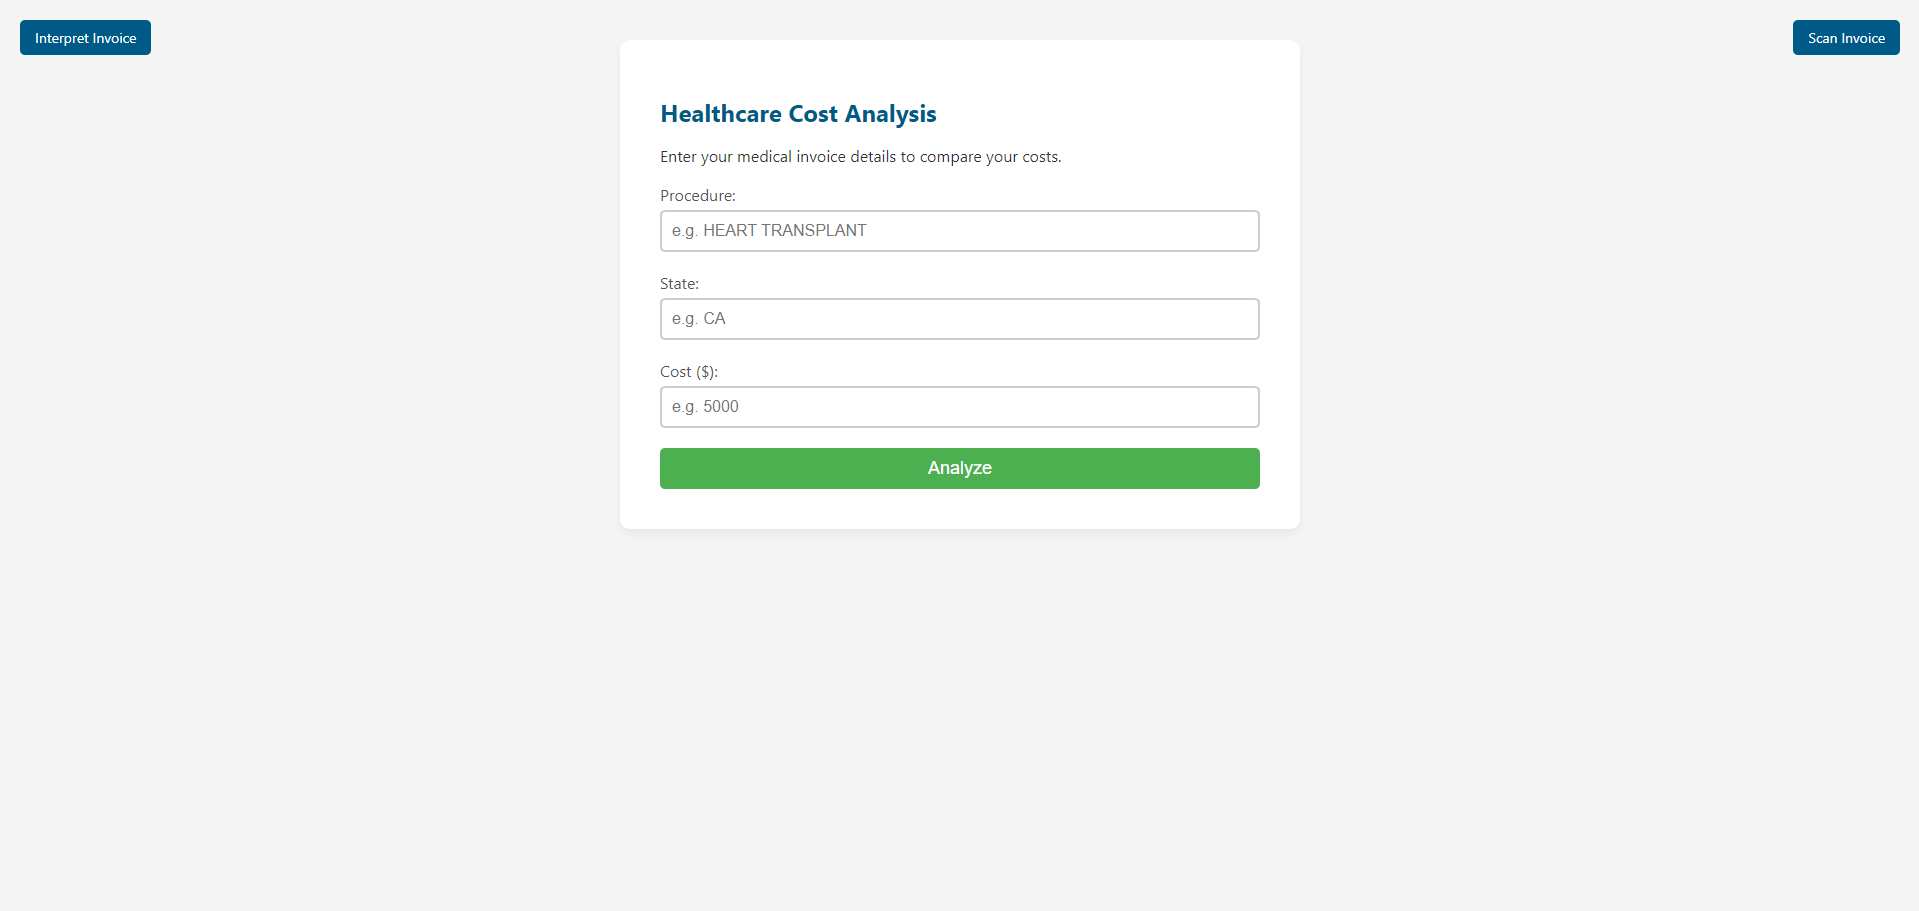 Interpret Invoice
Scan Invoice
Healthcare Cost Analysis
Enter your medical invoice details to compare your costs.
Procedure:
e.g. HEART TRANSPLANT
State:
e.g. CA
Cost ($):
e.g. 5000
Analyze